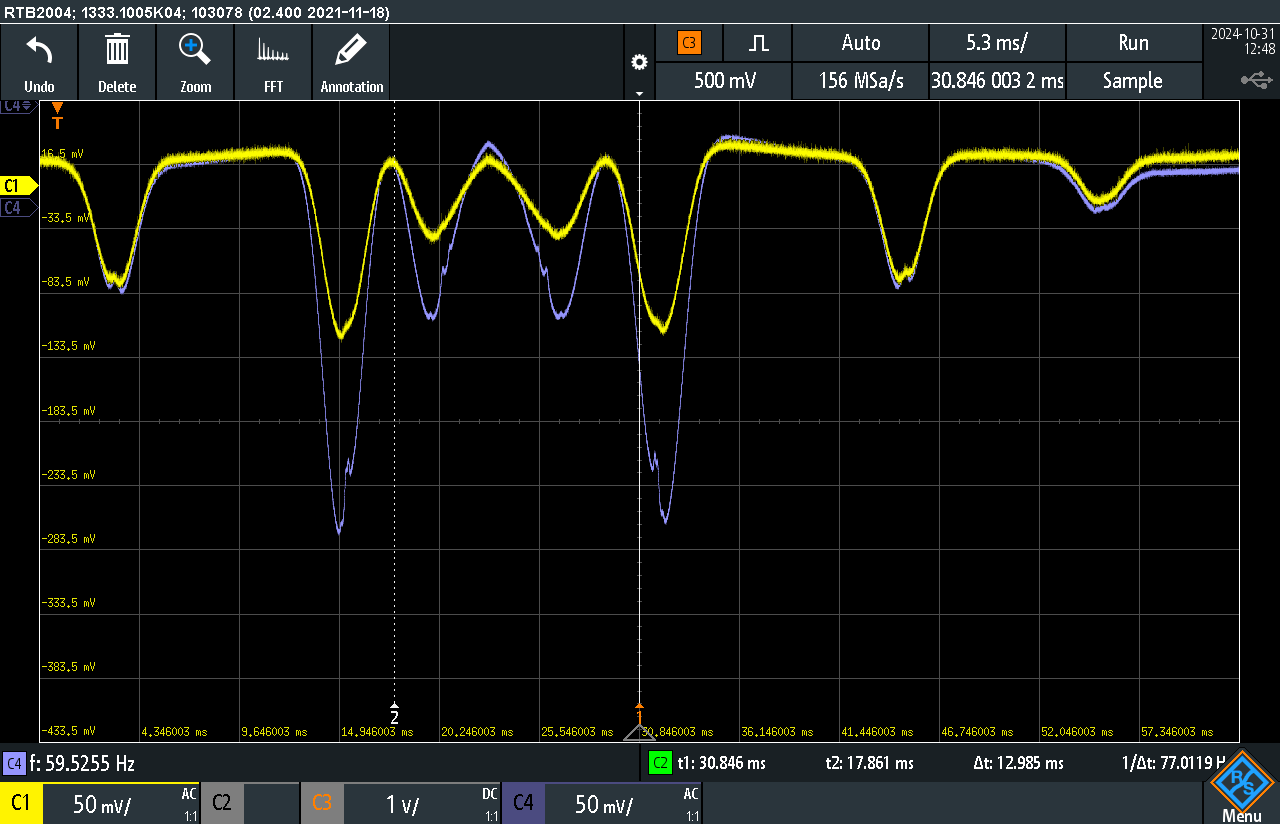 RTB2004; 1333.1005K04; 103078 (02.400 2021-11-18)
Undo
Delete
Zoom
FFT
Annotation
C3
Auto
5.3 ms/
Run
500 mV
156 MSa/s
30.846 003 2 ms
Sample
2024-10-31
12:48
C4
T
16,5 mV
C1
C4
-33,5 mV
-83,5 mV
-133,5 mV
-183,5 mV
-233,5 mV
-283,5 mV
-333,5 mV
-383,5 mV
-433,5 mV
2
1
4,346003 ms
9,646003 ms
14,946003 ms
20,246003 ms
25,546003 ms
30,846003 ms
36,146003 ms
41,446003 ms
46,746003 ms
52,046003 ms
57,346003 ms
C4 f: 59.5255 Hz
C2 t1: 30.846 ms t2: 17.861 ms Δt: 12.985 ms 1/Δt: 77.0119 H
C1 50 mV/ AC 1:1
C2
C3 1 V/ DC 1:1
C4 50 mV/ AC 1:1
R&S
Menu